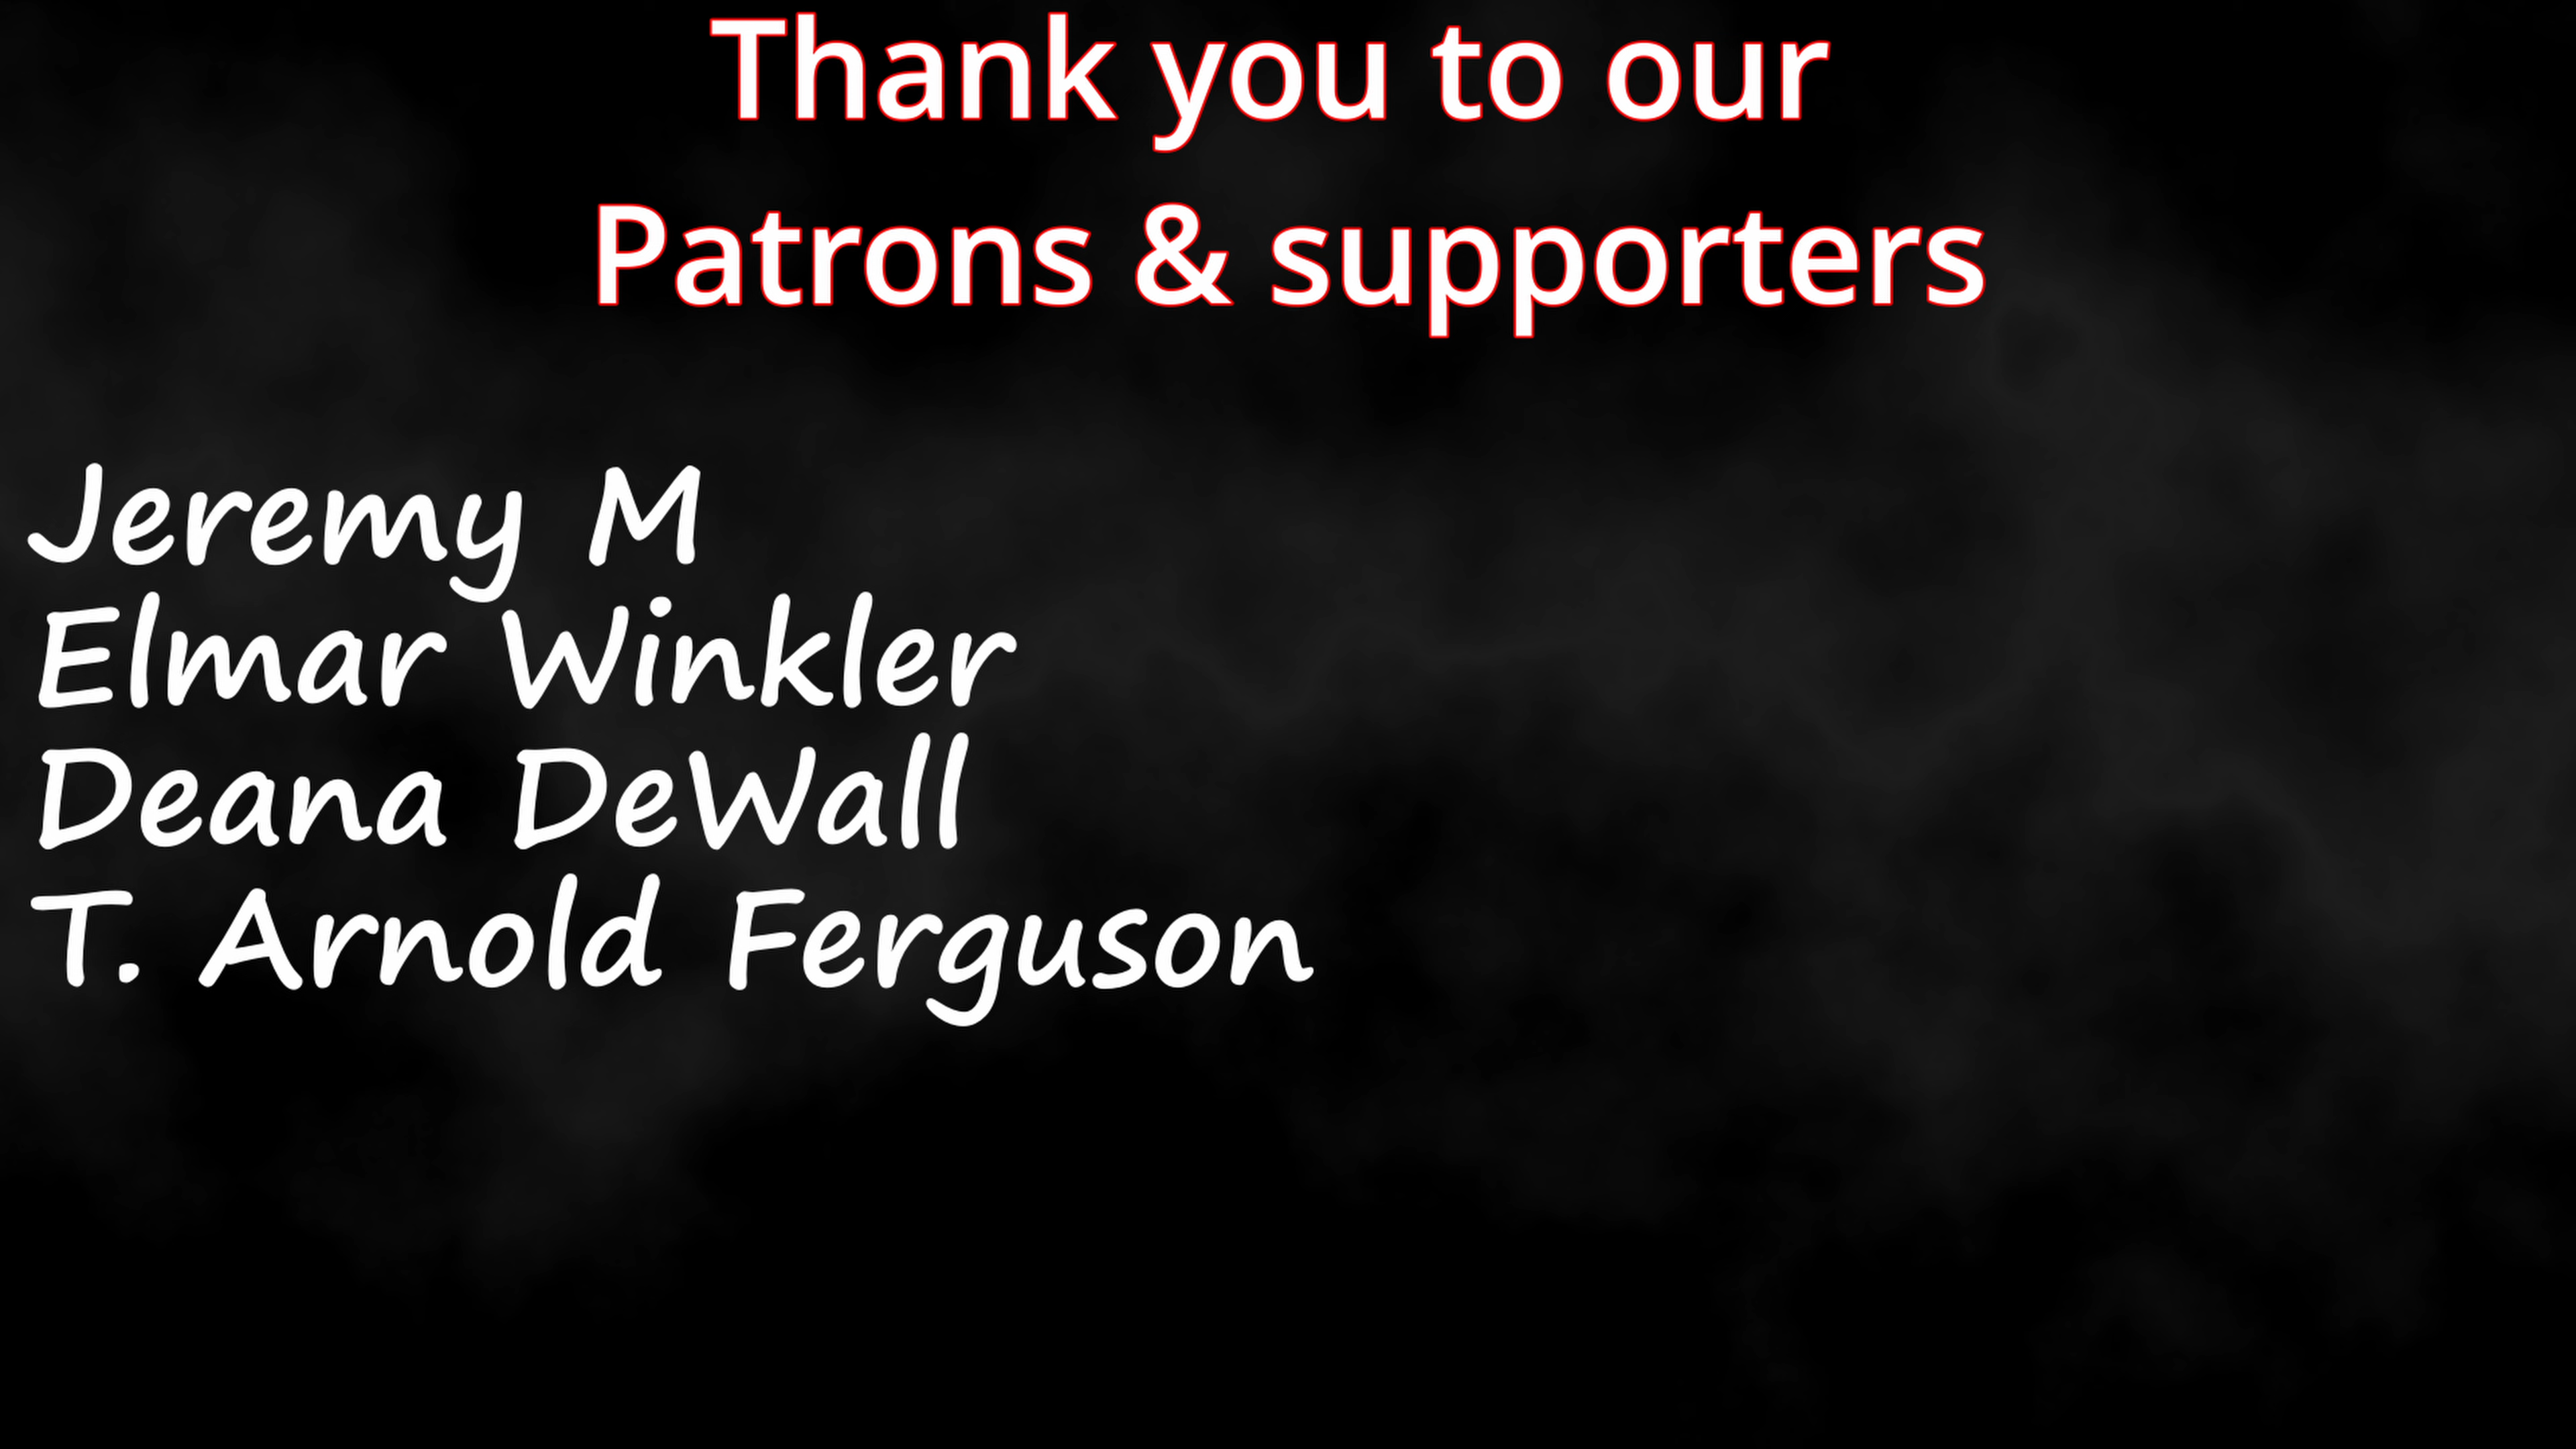 Thank you to our
Patrons & supporters
Jeremy M
Elmar Winkler
Deana DeWall
T. Arnold Ferguson